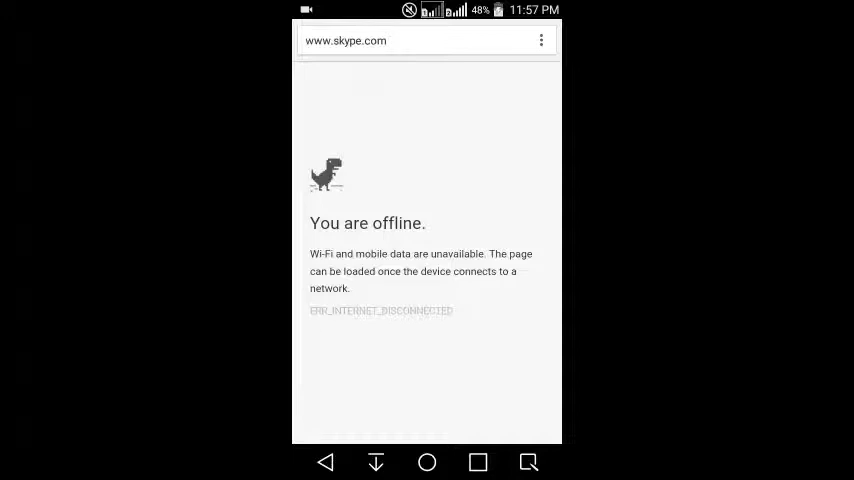 48% 11:57 PM
www.skype.com
You are offline.
Wi-Fi and mobile data are unavailable. The page
can be loaded once the device connects to a
network.
ERR_INTERNET_DISCONNECTED